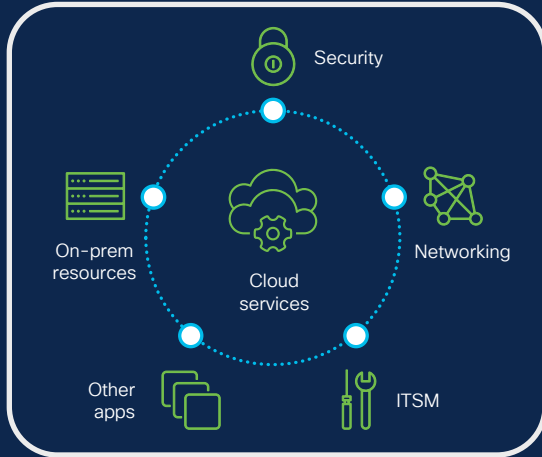 Security
On-prem
resources
Networking
Cloud
services
Other
apps
ITSM